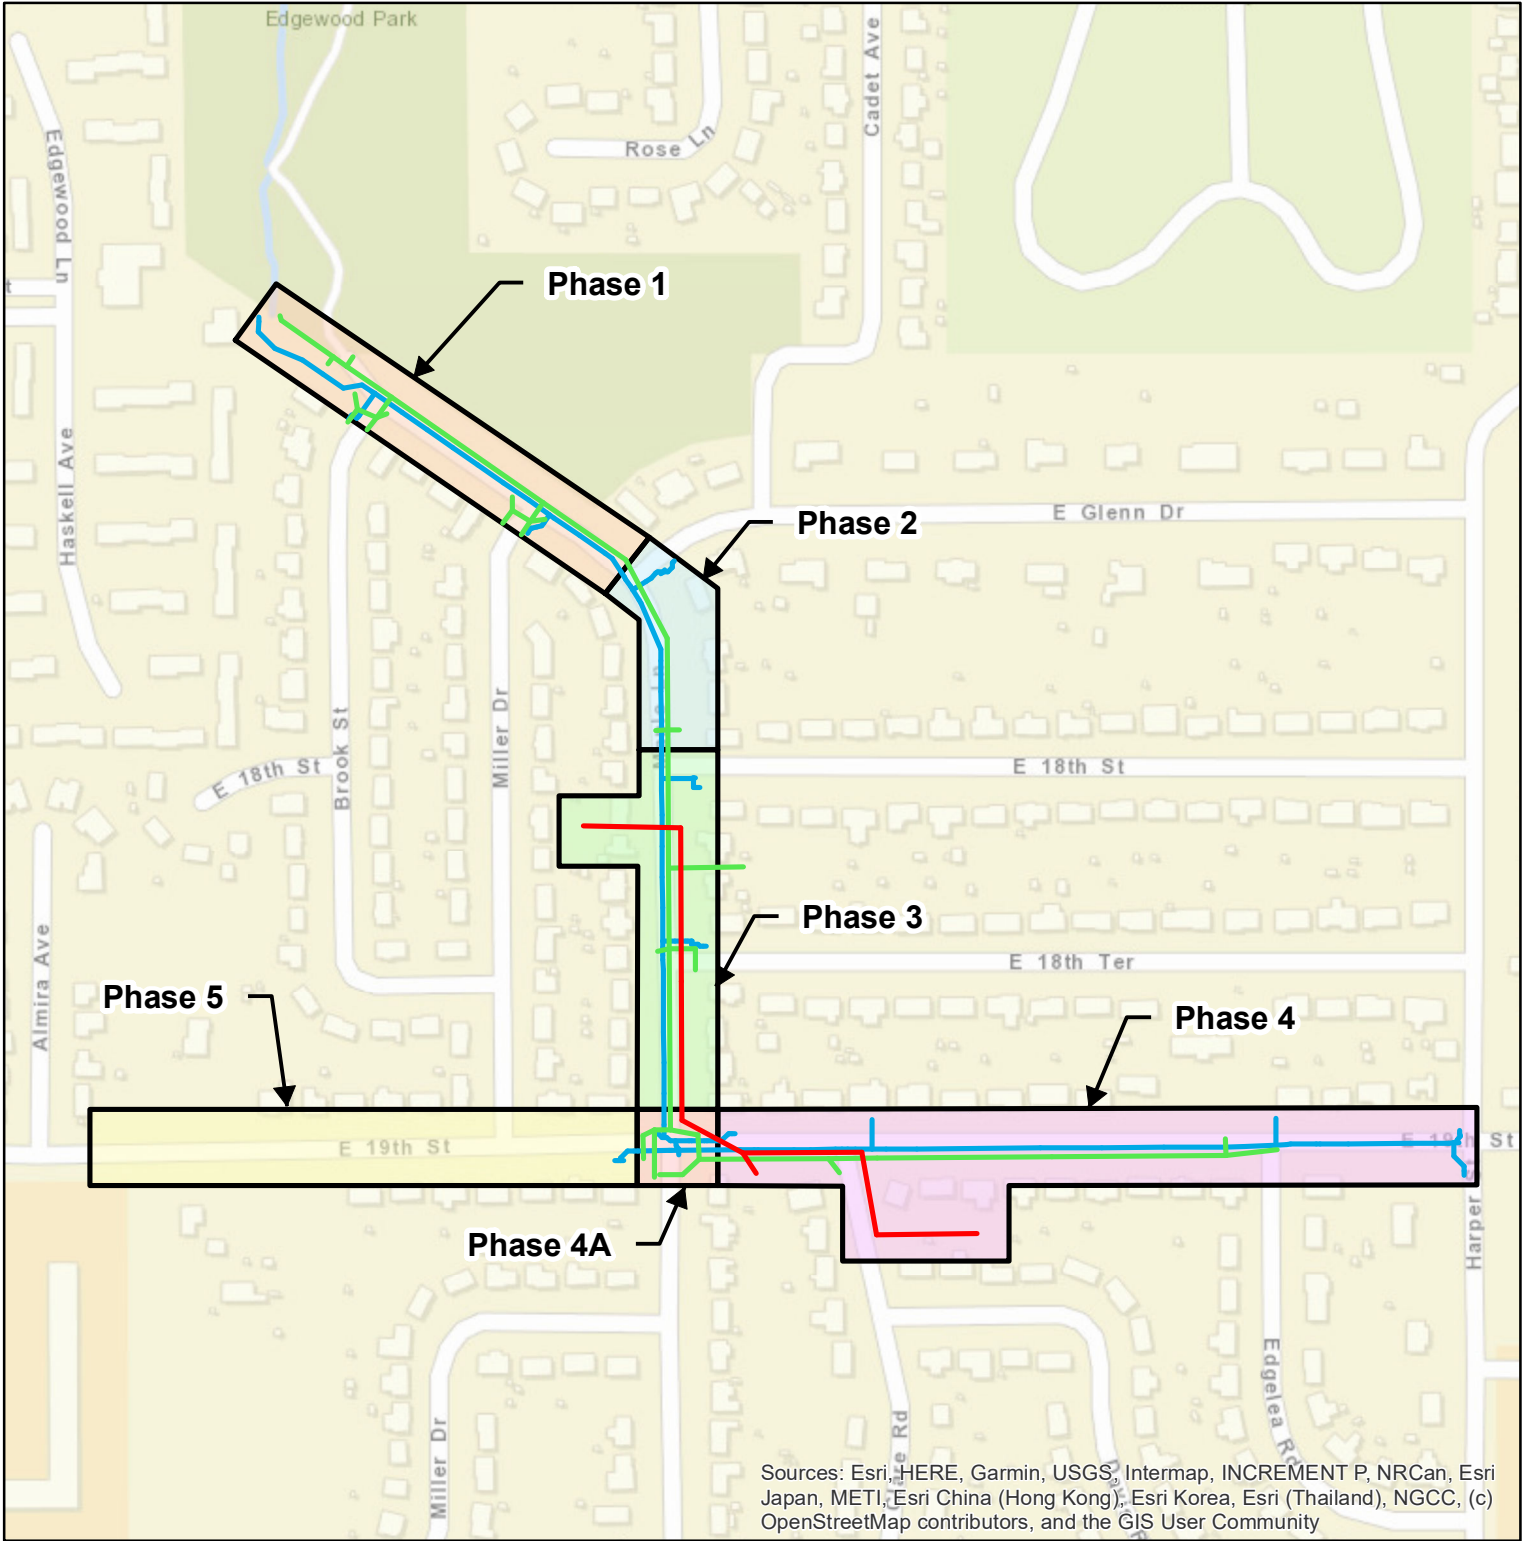 Edgewood Park
Cadet Ave
Edgewood Ln
Rose Ln
t
Phase 1
Haskell Ave
Phase 2
E Glenn Dr
Miller Dr
Brook St
E 18th St
E 18th St
Phase 3
E 18th Ter
Almira Ave
Phase 5
Phase 4
E 19th St
E 19th St
Phase 4A
Harper
Edgelea Rd
Miller Dr
Clare Rd
Sources: Esri, HERE, Garmin, USGS, Intermap, INCREMENT P, NRCan, Esri
Japan, METI, Esri China (Hong Kong), Esri Korea, Esri (Thailand), NGCC, (c)
OpenStreetMap contributors, and the GIS User Community